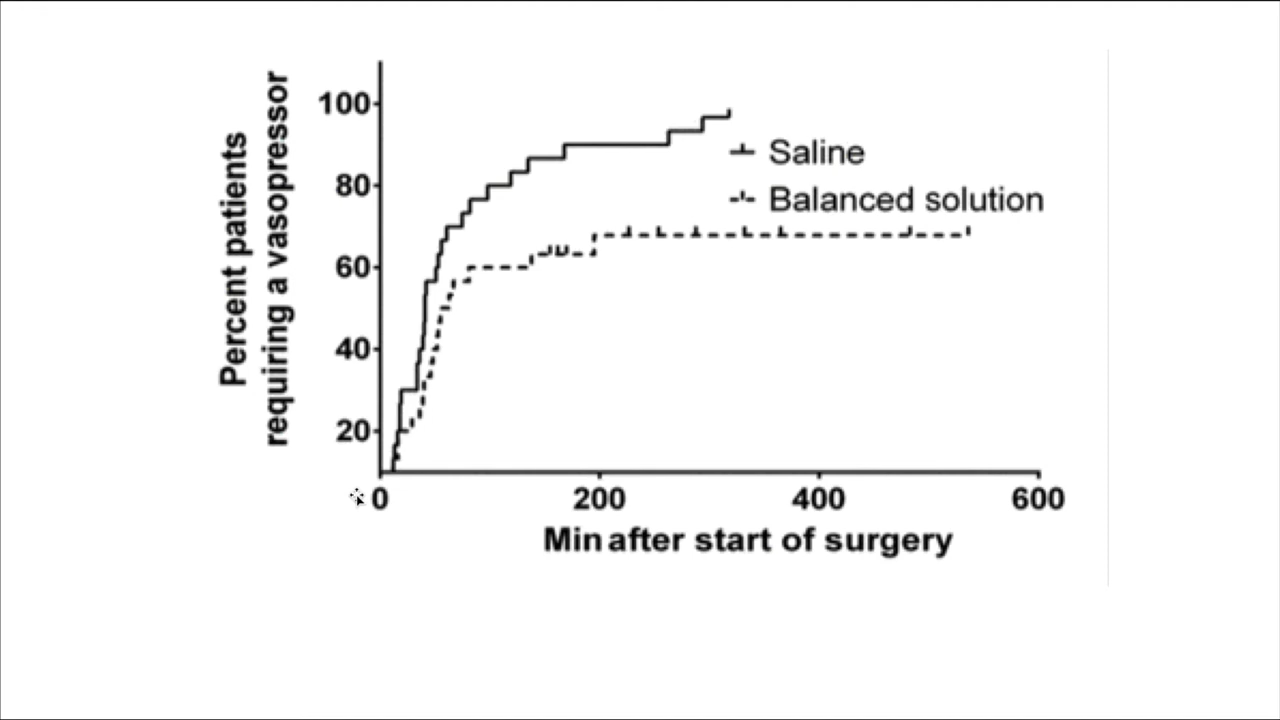 Percent patients
requiring a vasopressor
100
80
60
40
20
Saline
Balanced solution
0
200
400
600
Min after start of surgery